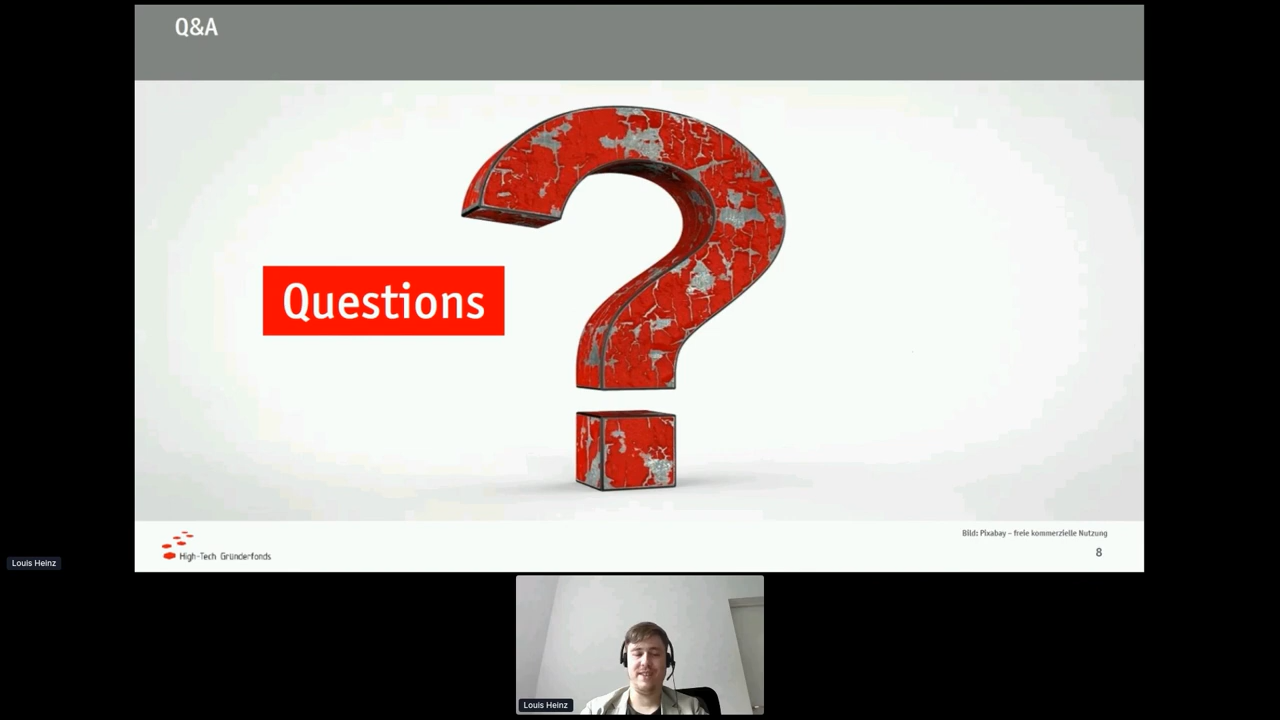 Q&A
Questions
High-Tech Gründerfonds
Bild: Pixabay – freie kommerzielle Nutzung
8
Louis Heinz
Louis Heinz